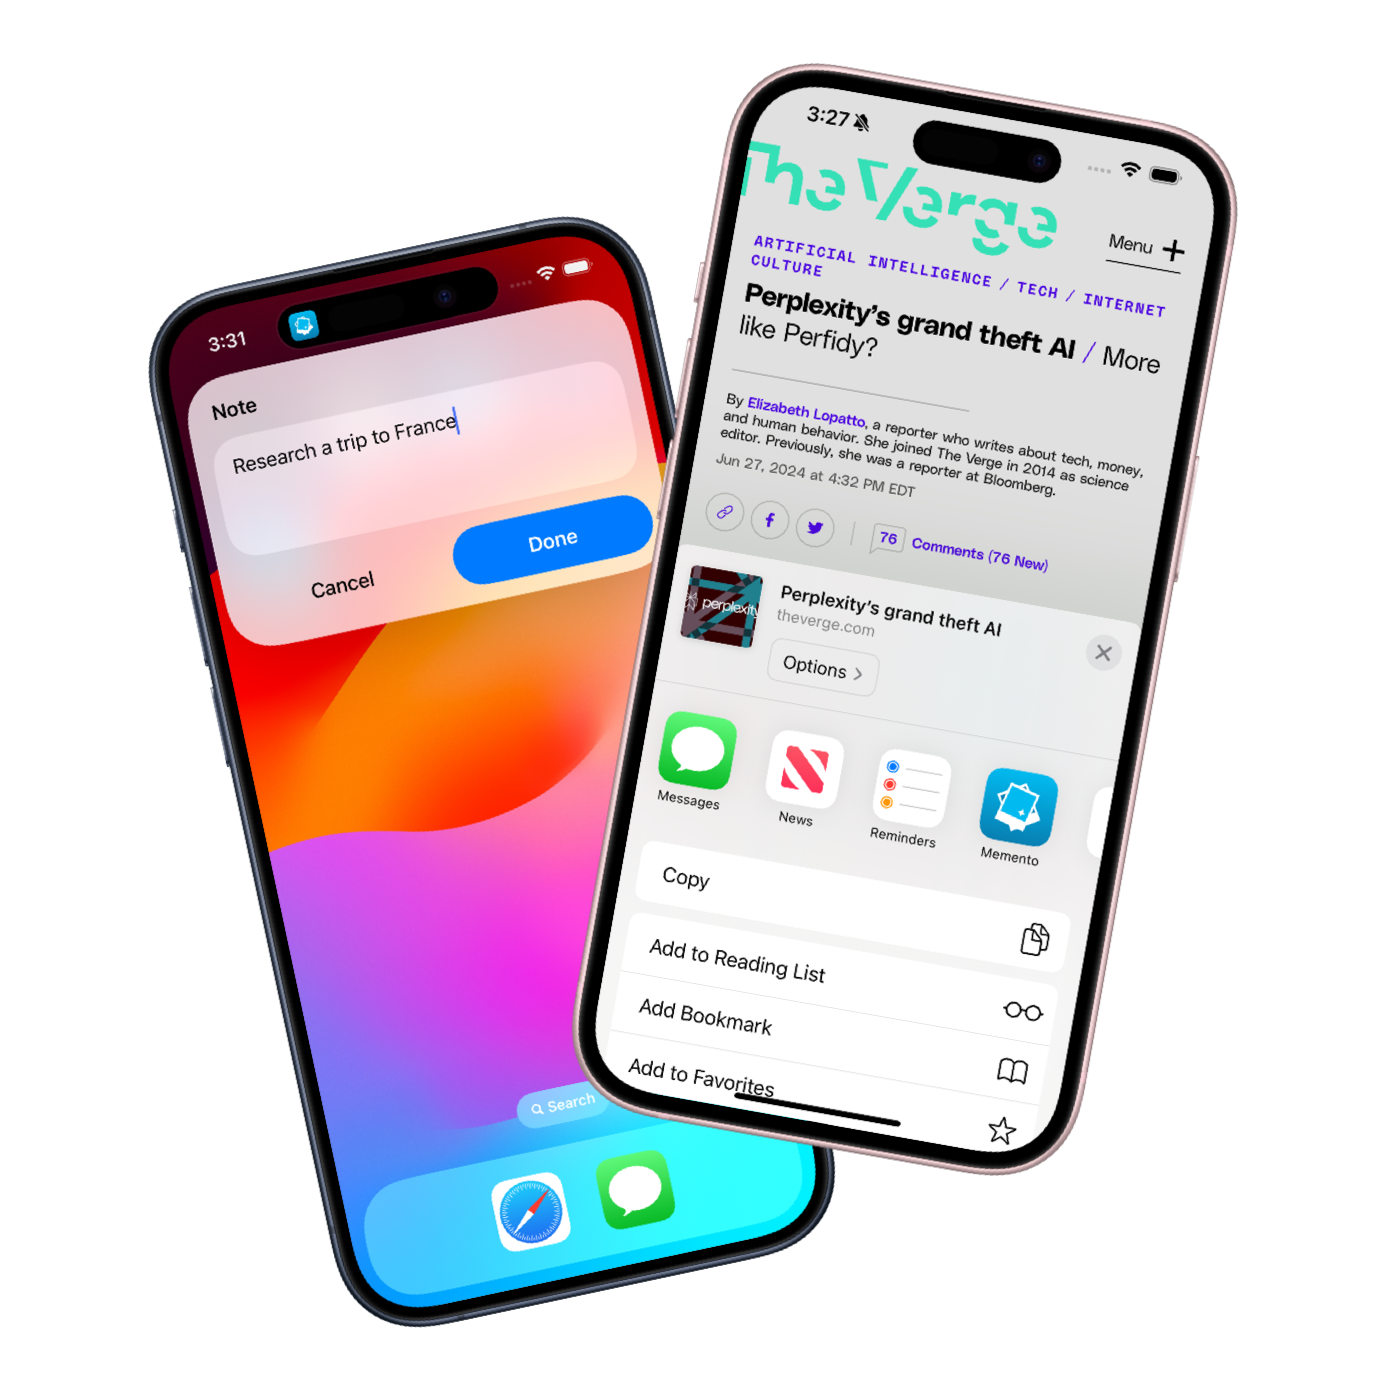 3:31
Note
Research a trip to France
Cancel
Done
Search
3:27
The Verge
Menu
ARTIFICIAL INTELLIGENCE / TECH / INTERNET
CULTURE
Perplexity’s grand theft AI / More
like Perfidy?
By Elizabeth Lopatto, a reporter who writes about tech, money,
and human behavior. She joined The Verge in 2014 as science
editor. Previously, she was a reporter at Bloomberg.
Jun 27, 2024 at 4:32 PM EDT
76
Comments (76 New)
perplexity
Perplexity’s grand theft AI
theverge.com
Options
Messages
News
Reminders
Memento
Copy
Add to Reading List
Add Bookmark
Add to Favorites